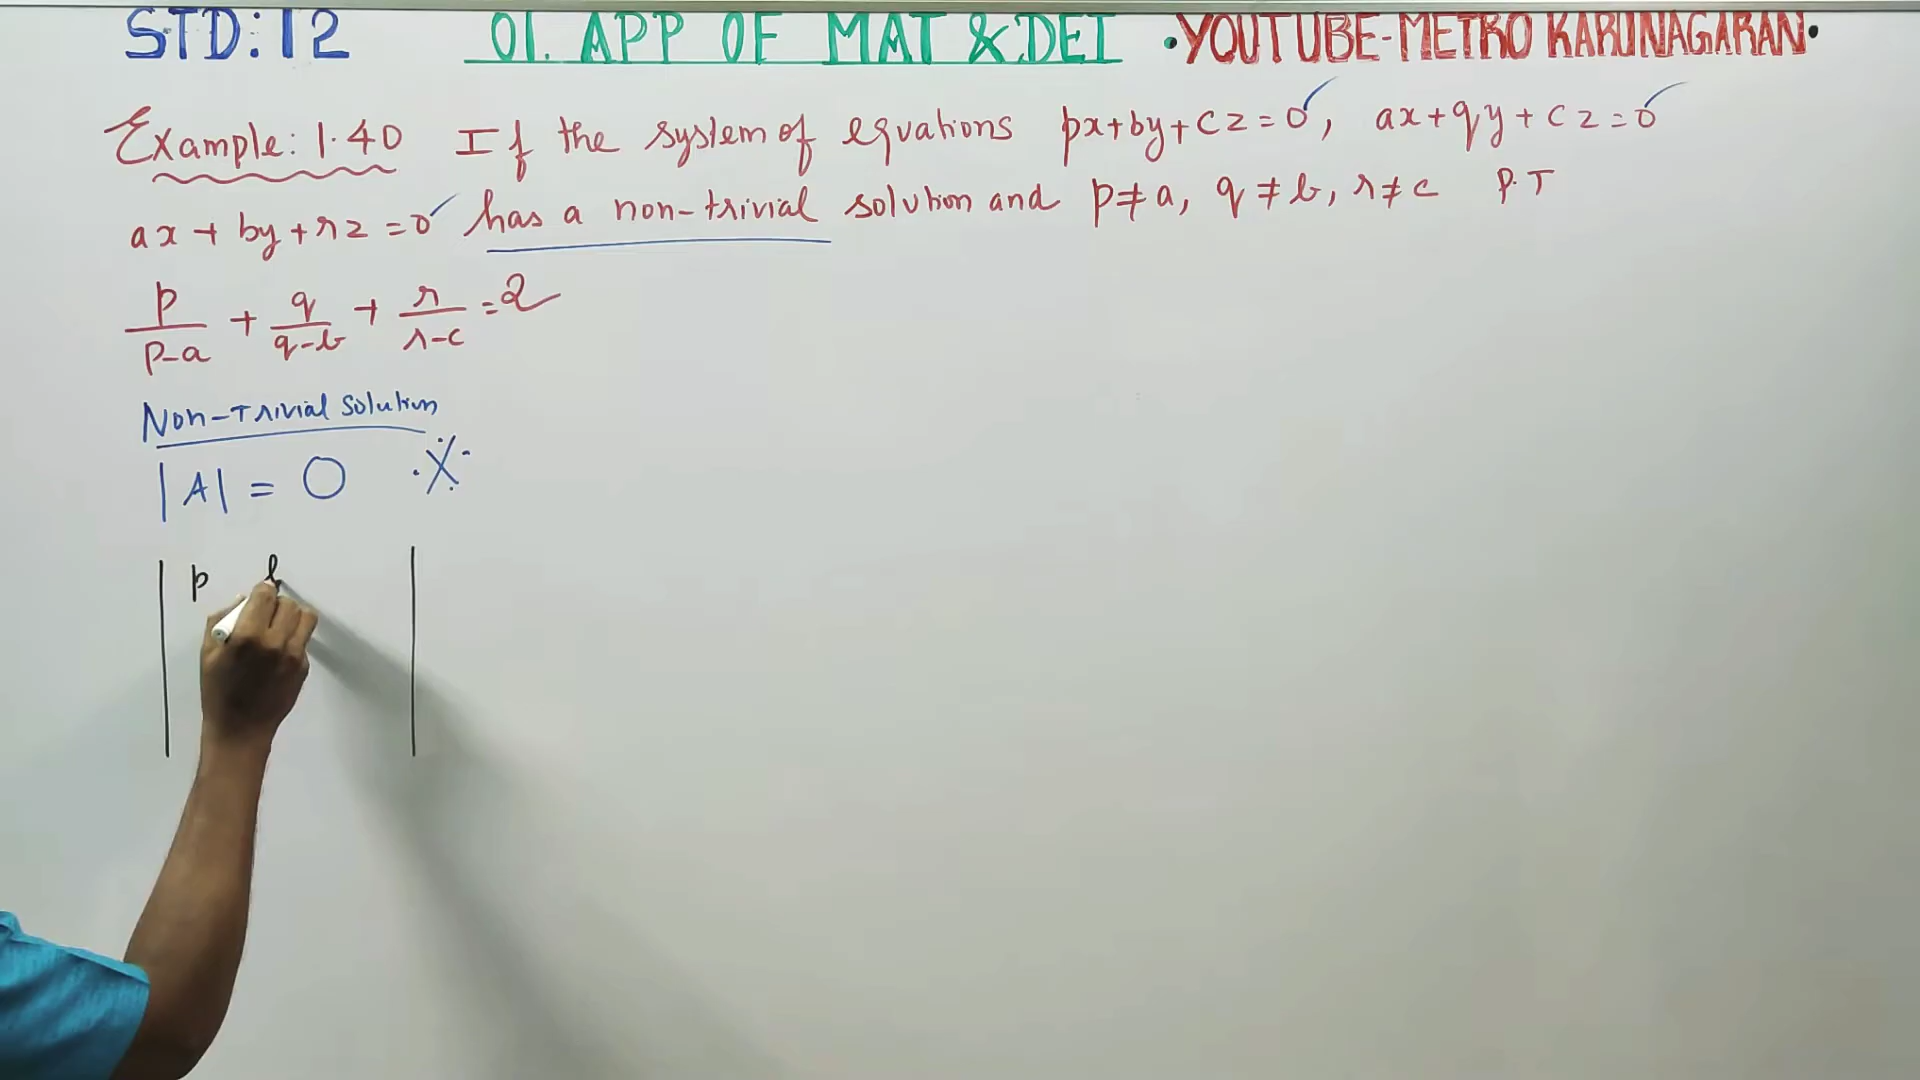 STD:12 01. APP OF MAT & DET •YOUTUBE-METRO KARUNAGARAN•
Example: 1.40 If the system of equations px+by+cz=0, ax+qy+cz=0
ax+by+rz=0 has a non-trivial solution and p≠a, q≠b, r≠c P.T
p/p-a + q/q-b + r/r-c = 2
Non-Trivial Solution
|A| = 0
p b